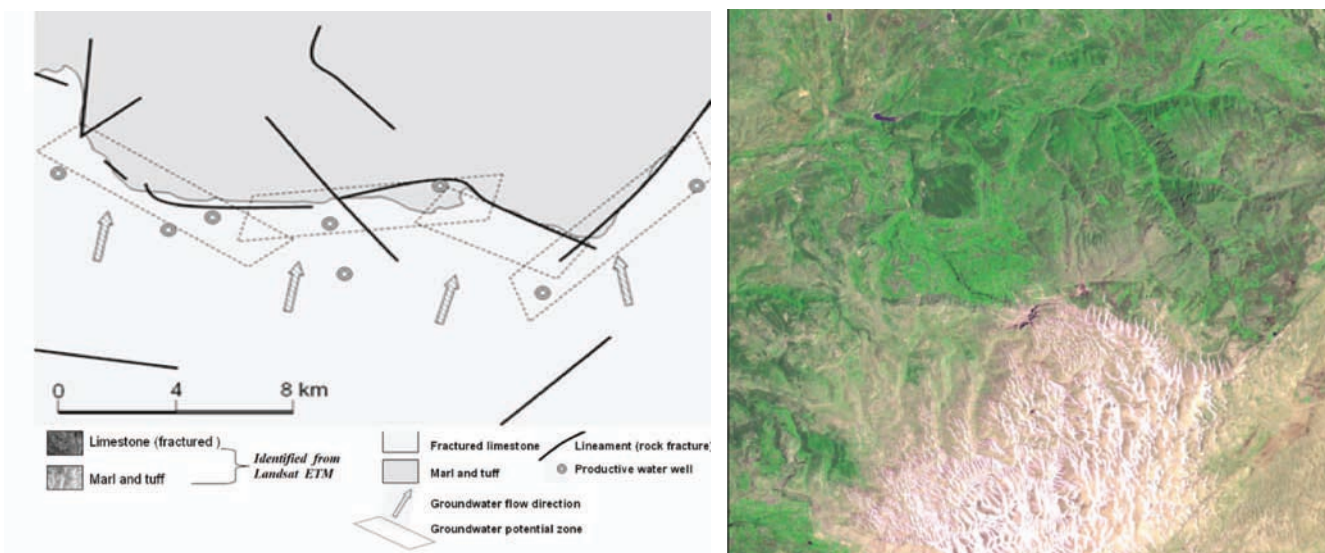 0 4 8 km
Limestone (fractured )
Marl and tuff
Identified from
Landsat ETM
Fractured limestone
Marl and tuff
Groundwater flow direction
Groundwater potential zone
Lineament (rock fracture)
Productive water well